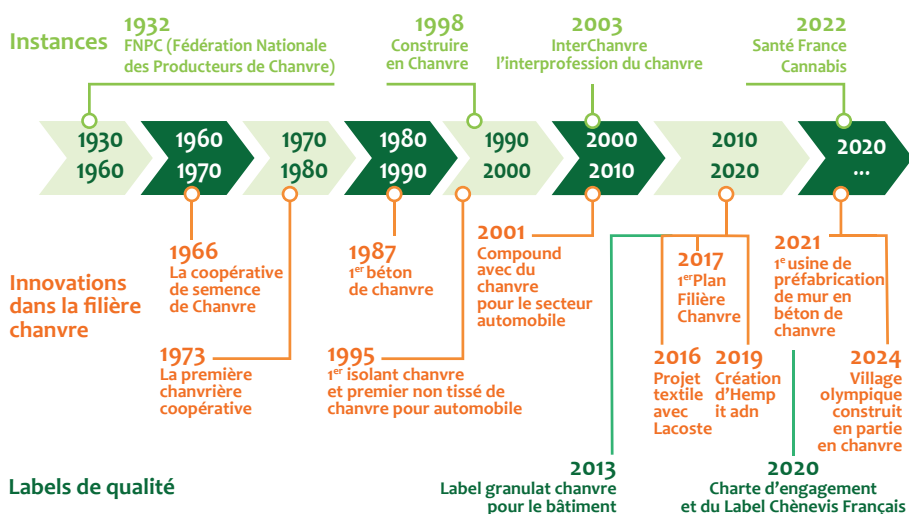 Instances
1932
FNPC (Fédération Nationale
des Producteurs de Chanvre)
1998
Construire
en Chanvre
2003
InterChanvre
l'interprofession du chanvre
2022
Santé France
Cannabis
1930
1960
1960
1970
1970
1980
1980
1990
1990
2000
2000
2010
2010
2020
2020
...
Innovations
dans la filière
chanvre
1966
La coopérative
de semence
de Chanvre
1973
La première
chanvrière
coopérative
1987
1er béton
de chanvre
1995
1er isolant chanvre
et premier non tissé de
chanvre pour automobile
2001
Compound
avec du
chanvre
pour le secteur
automobile
2017
1er Plan
Filière
Chanvre
2016
Projet
textile
avec
Lacoste
2019
Création
d'Hemp
it adn
2021
1e usine de
préfabrication
de mur en
béton de
chanvre
2024
Village
olympique
construit
en partie
en chanvre
Labels de qualité
2013
Label granulat chanvre
pour le bâtiment
2020
Charte d'engagement
et du Label Chènevis Français